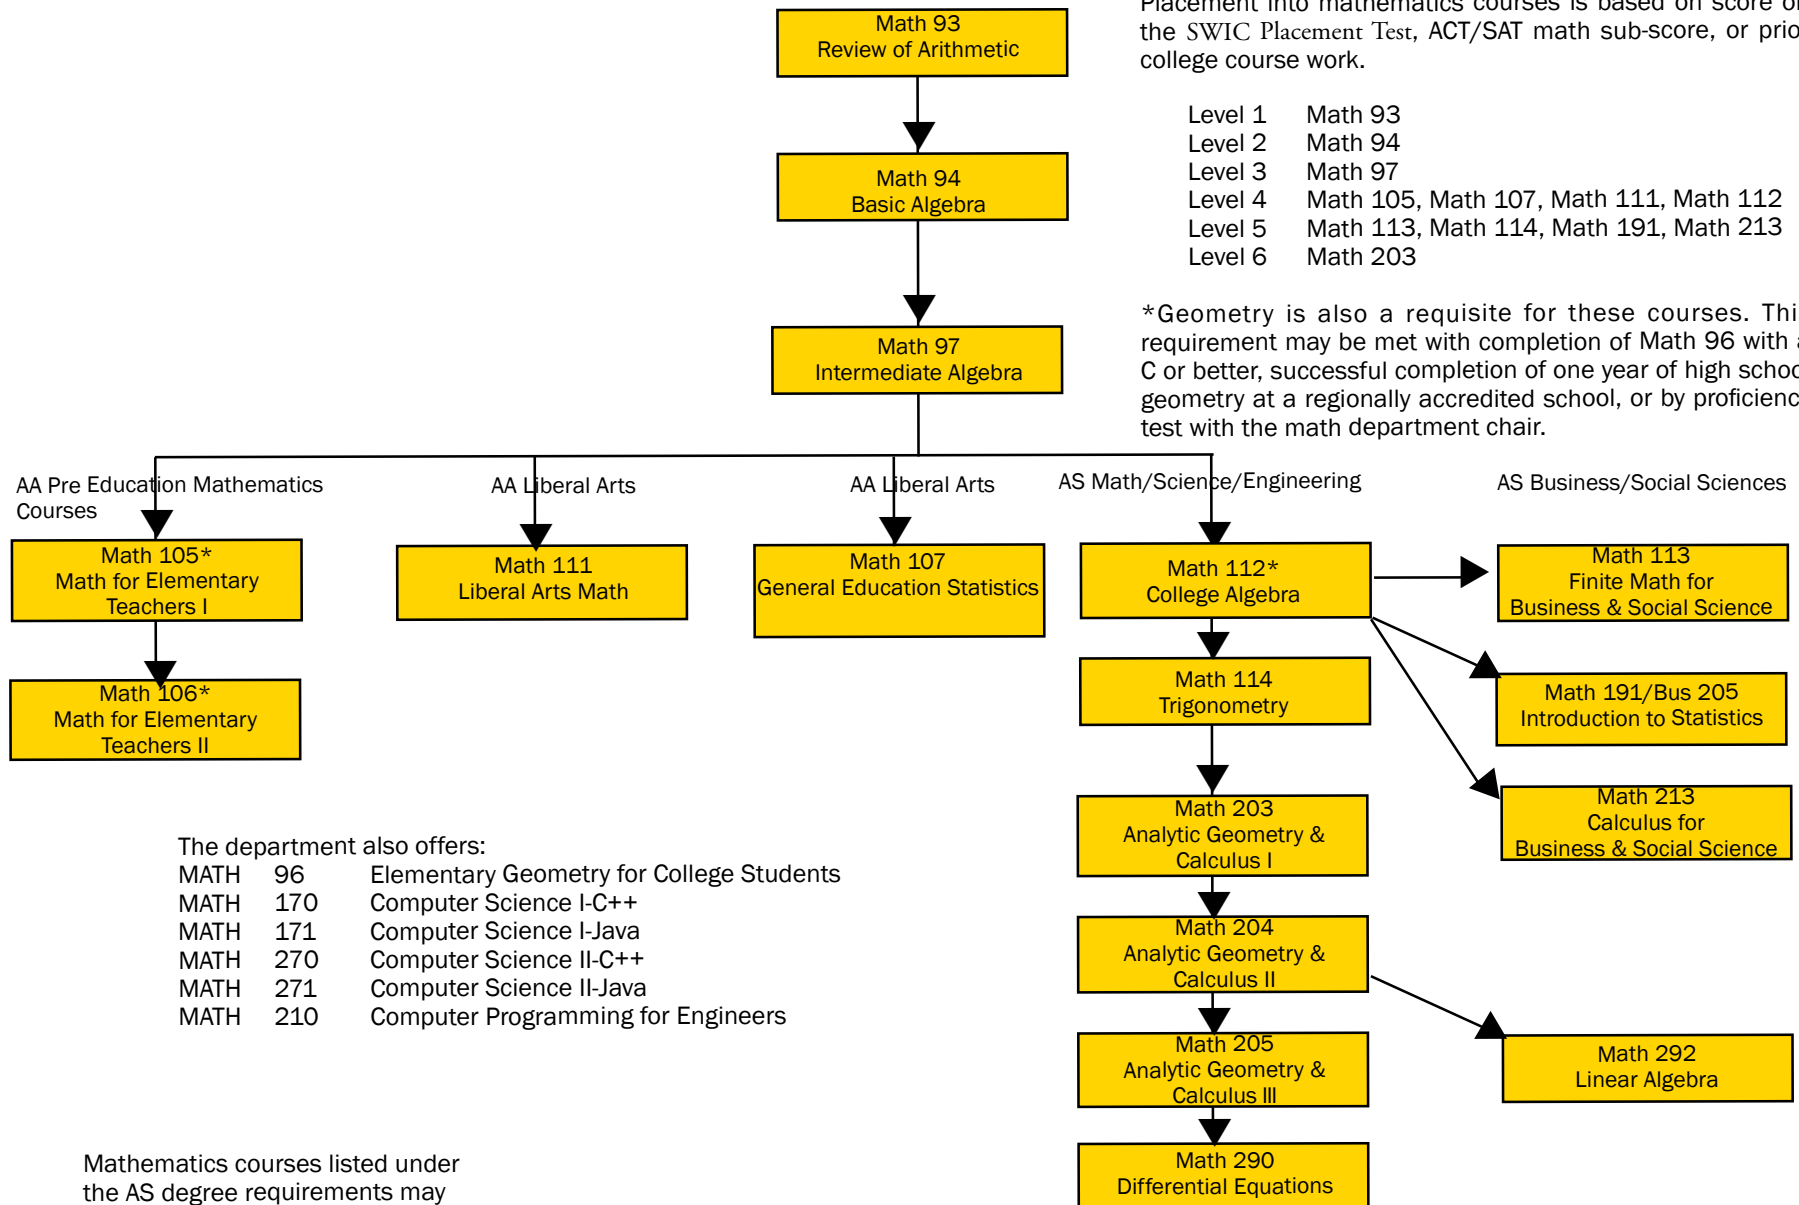 Placement into mathematics courses is based on score
the SWIC Placement Test, ACT/SAT math sub-score, or
college course work.
Level 1 Math 93
Level 2 Math 94
Level 3 Math 97
Level 4 Math 105, Math 107, Math 111, Math 112
Level 5 Math 113, Math 114, Math 191, Math 213
Level 6 Math 203
*Geometry is also a requisite for these courses.
requirement may be met with completion of Math 96 with
C or better, successful completion of one year of high
geometry at a regionally accredited school, or by
test with the math department chair.
Math 93
Review of Arithmetic
Math 94
Basic Algebra
Math 97
Intermediate Algebra
AA Pre Education Mathematics
Courses
Math 105*
Math for Elementary
Teachers I
Math 106*
Math for Elementary
Teachers II
AA Liberal Arts
Math 111
Liberal Arts Math
AA Liberal Arts
Math 107
General Education Statistics
AS Math/Science/Engineering
Math 112*
College Algebra
Math 114
Trigonometry
Math 203
Analytic Geometry &
Calculus I
Math 204
Analytic Geometry &
Calculus II
Math 205
Analytic Geometry &
Calculus III
Math 290
Differential Equations
AS Business/Social Sciences
Math 113
Finite Math for
Business & Social Science
Math 191/Bus 205
Introduction to Statistics
Math 213
Calculus for
Business & Social Science
Math 292
Linear Algebra
The department also offers:
MATH 96 Elementary Geometry for College Students
MATH 170 Computer Science I-C++
MATH 171 Computer Science I-Java
MATH 270 Computer Science II-C++
MATH 271 Computer Science II-Java
MATH 210 Computer Programming for Engineers
Mathematics courses listed under
the AS degree requirements may